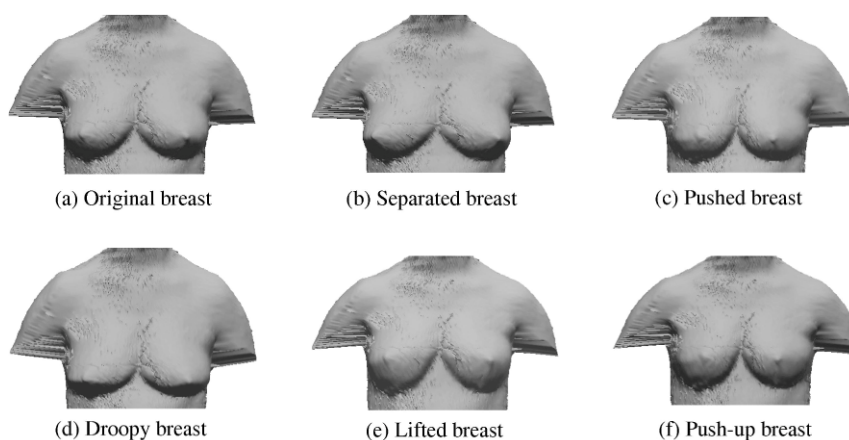 (a) Original breast
(b) Separated breast
(c) Pushed breast
(d) Droopy breast
(e) Lifted breast
(f) Push-up breast